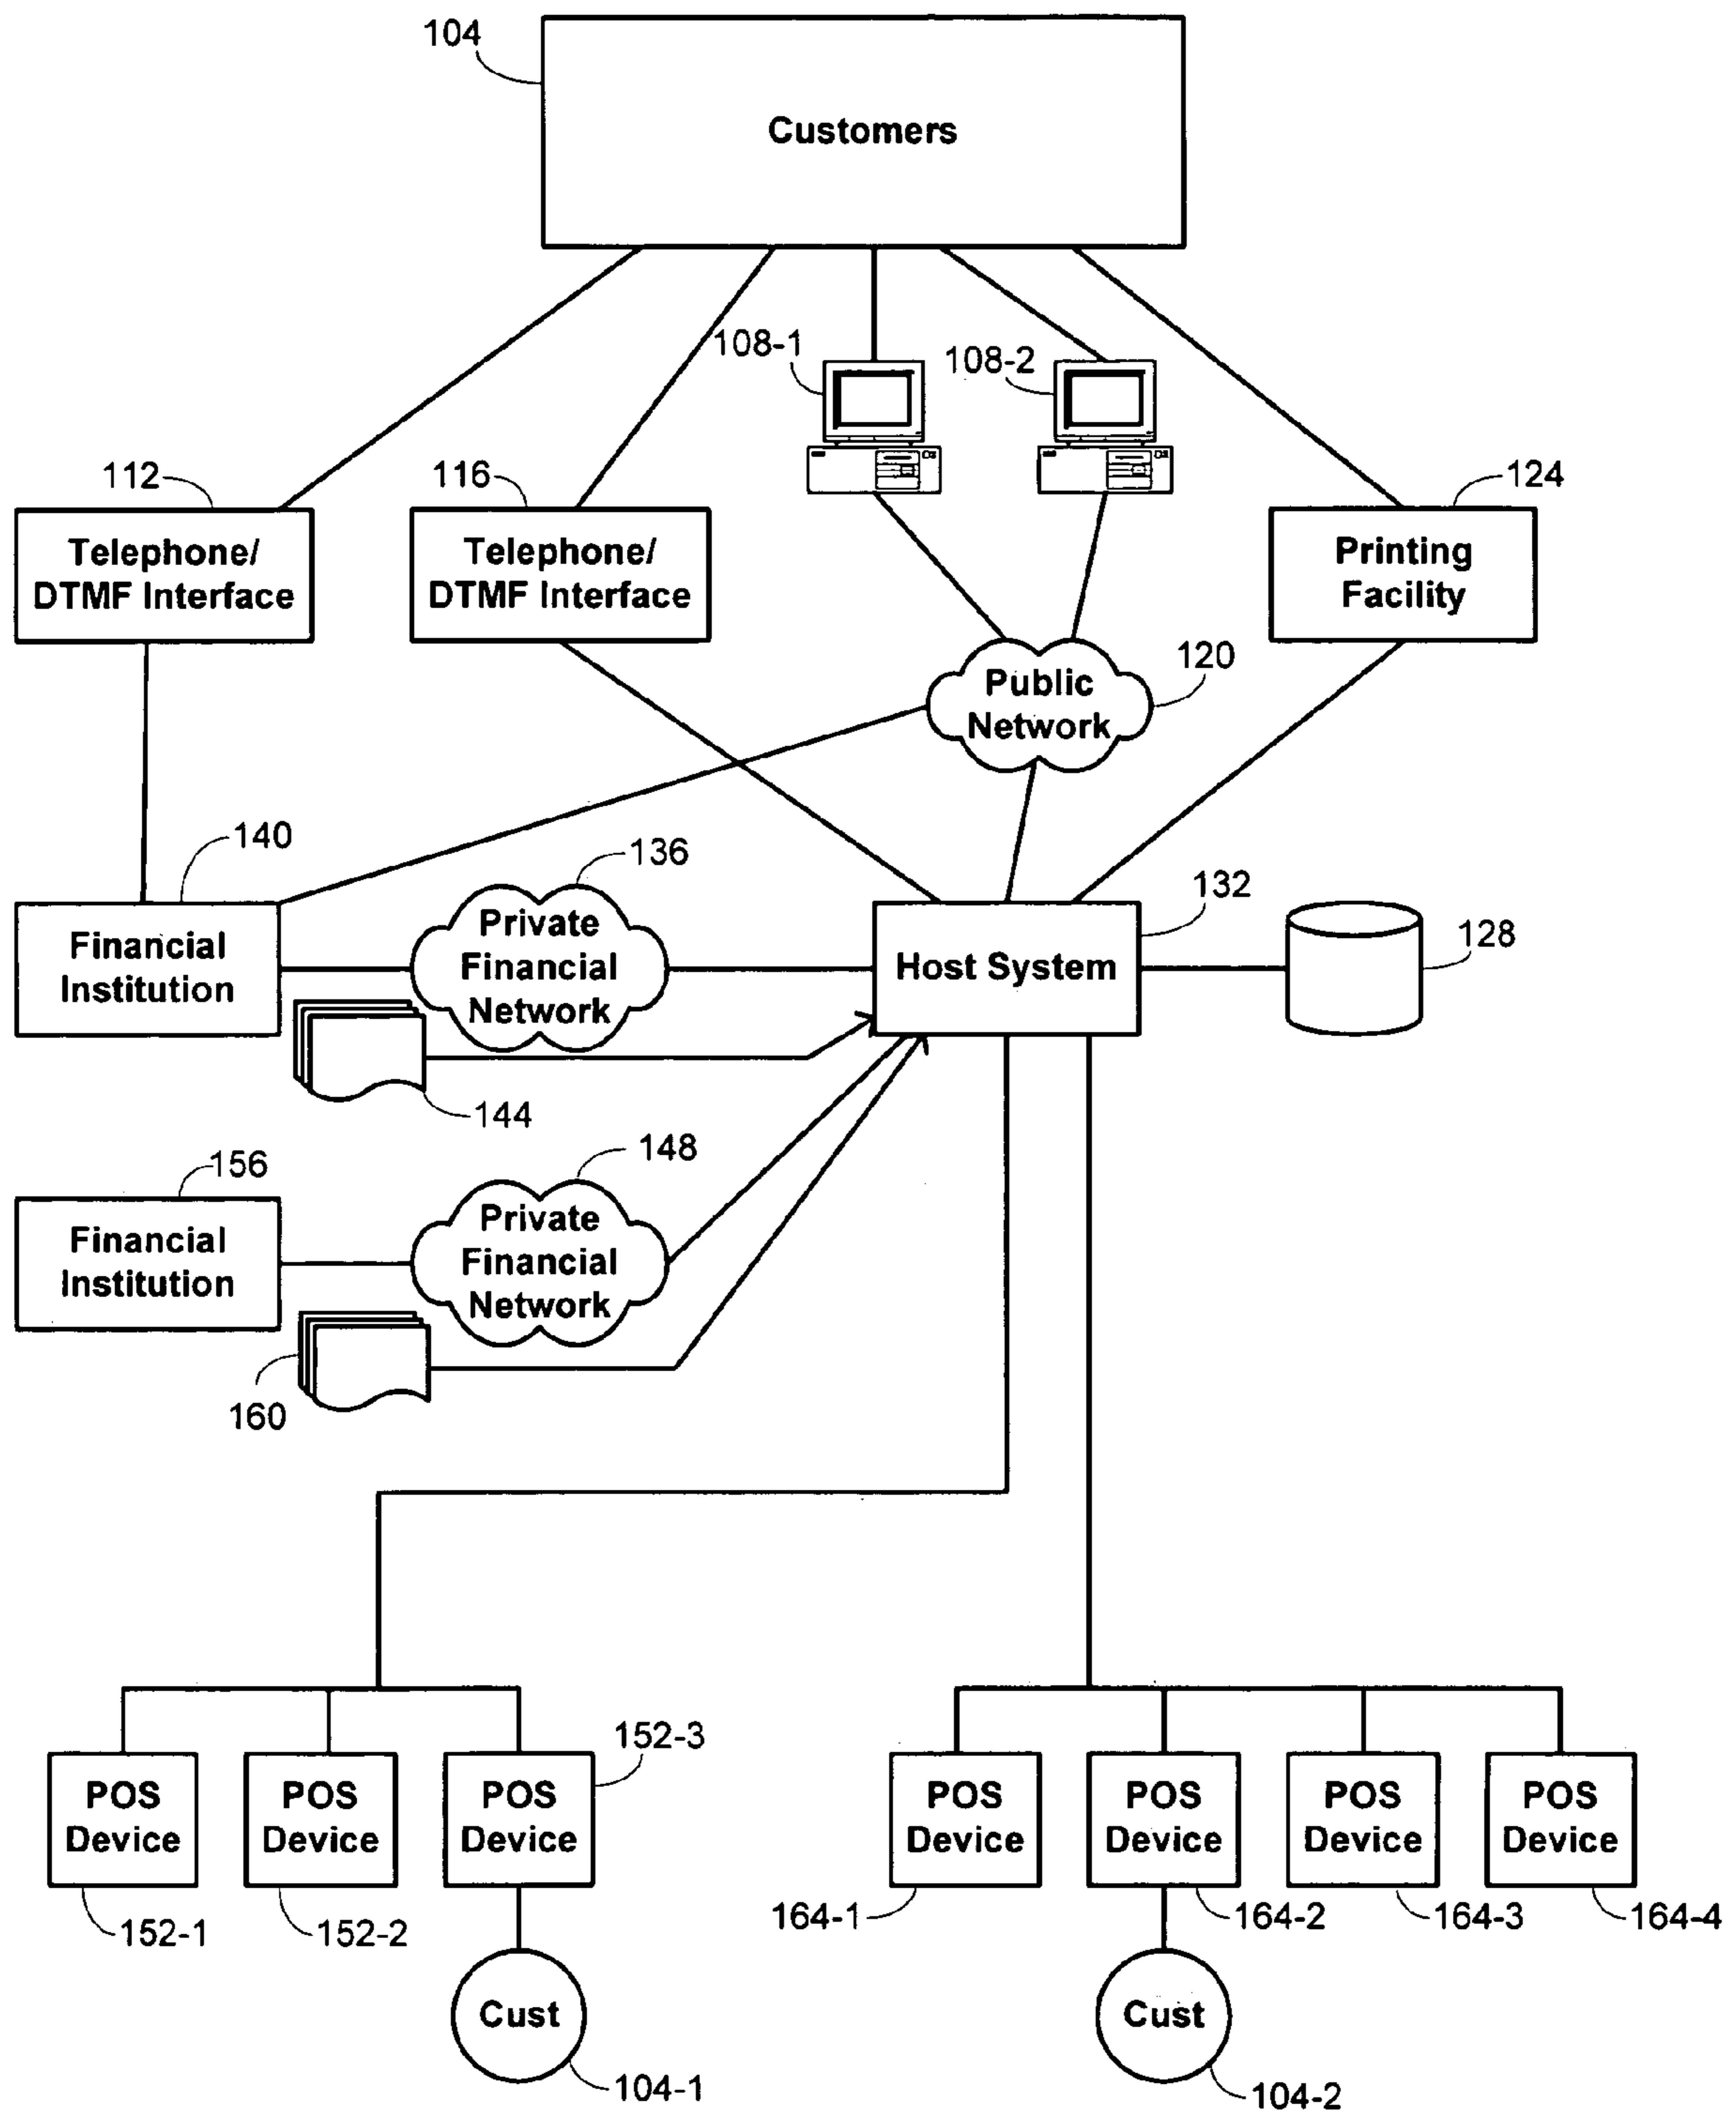 104
Customers
108-1
108-2
112
116
124
Telephone/
DTMF Interface
Telephone/
DTMF Interface
Printing
Facility
120
Public
Network
140
136
132
Financial
Institution
Private
Financial
Network
Host System
128
144
156
148
Financial
Institution
Private
Financial
Network
160
152-3
POS
Device
POS
Device
POS
Device
POS
Device
POS
Device
POS
Device
POS
Device
152-1
152-2
164-1
164-2
164-3
164-4
Cust
Cust
104-1
104-2